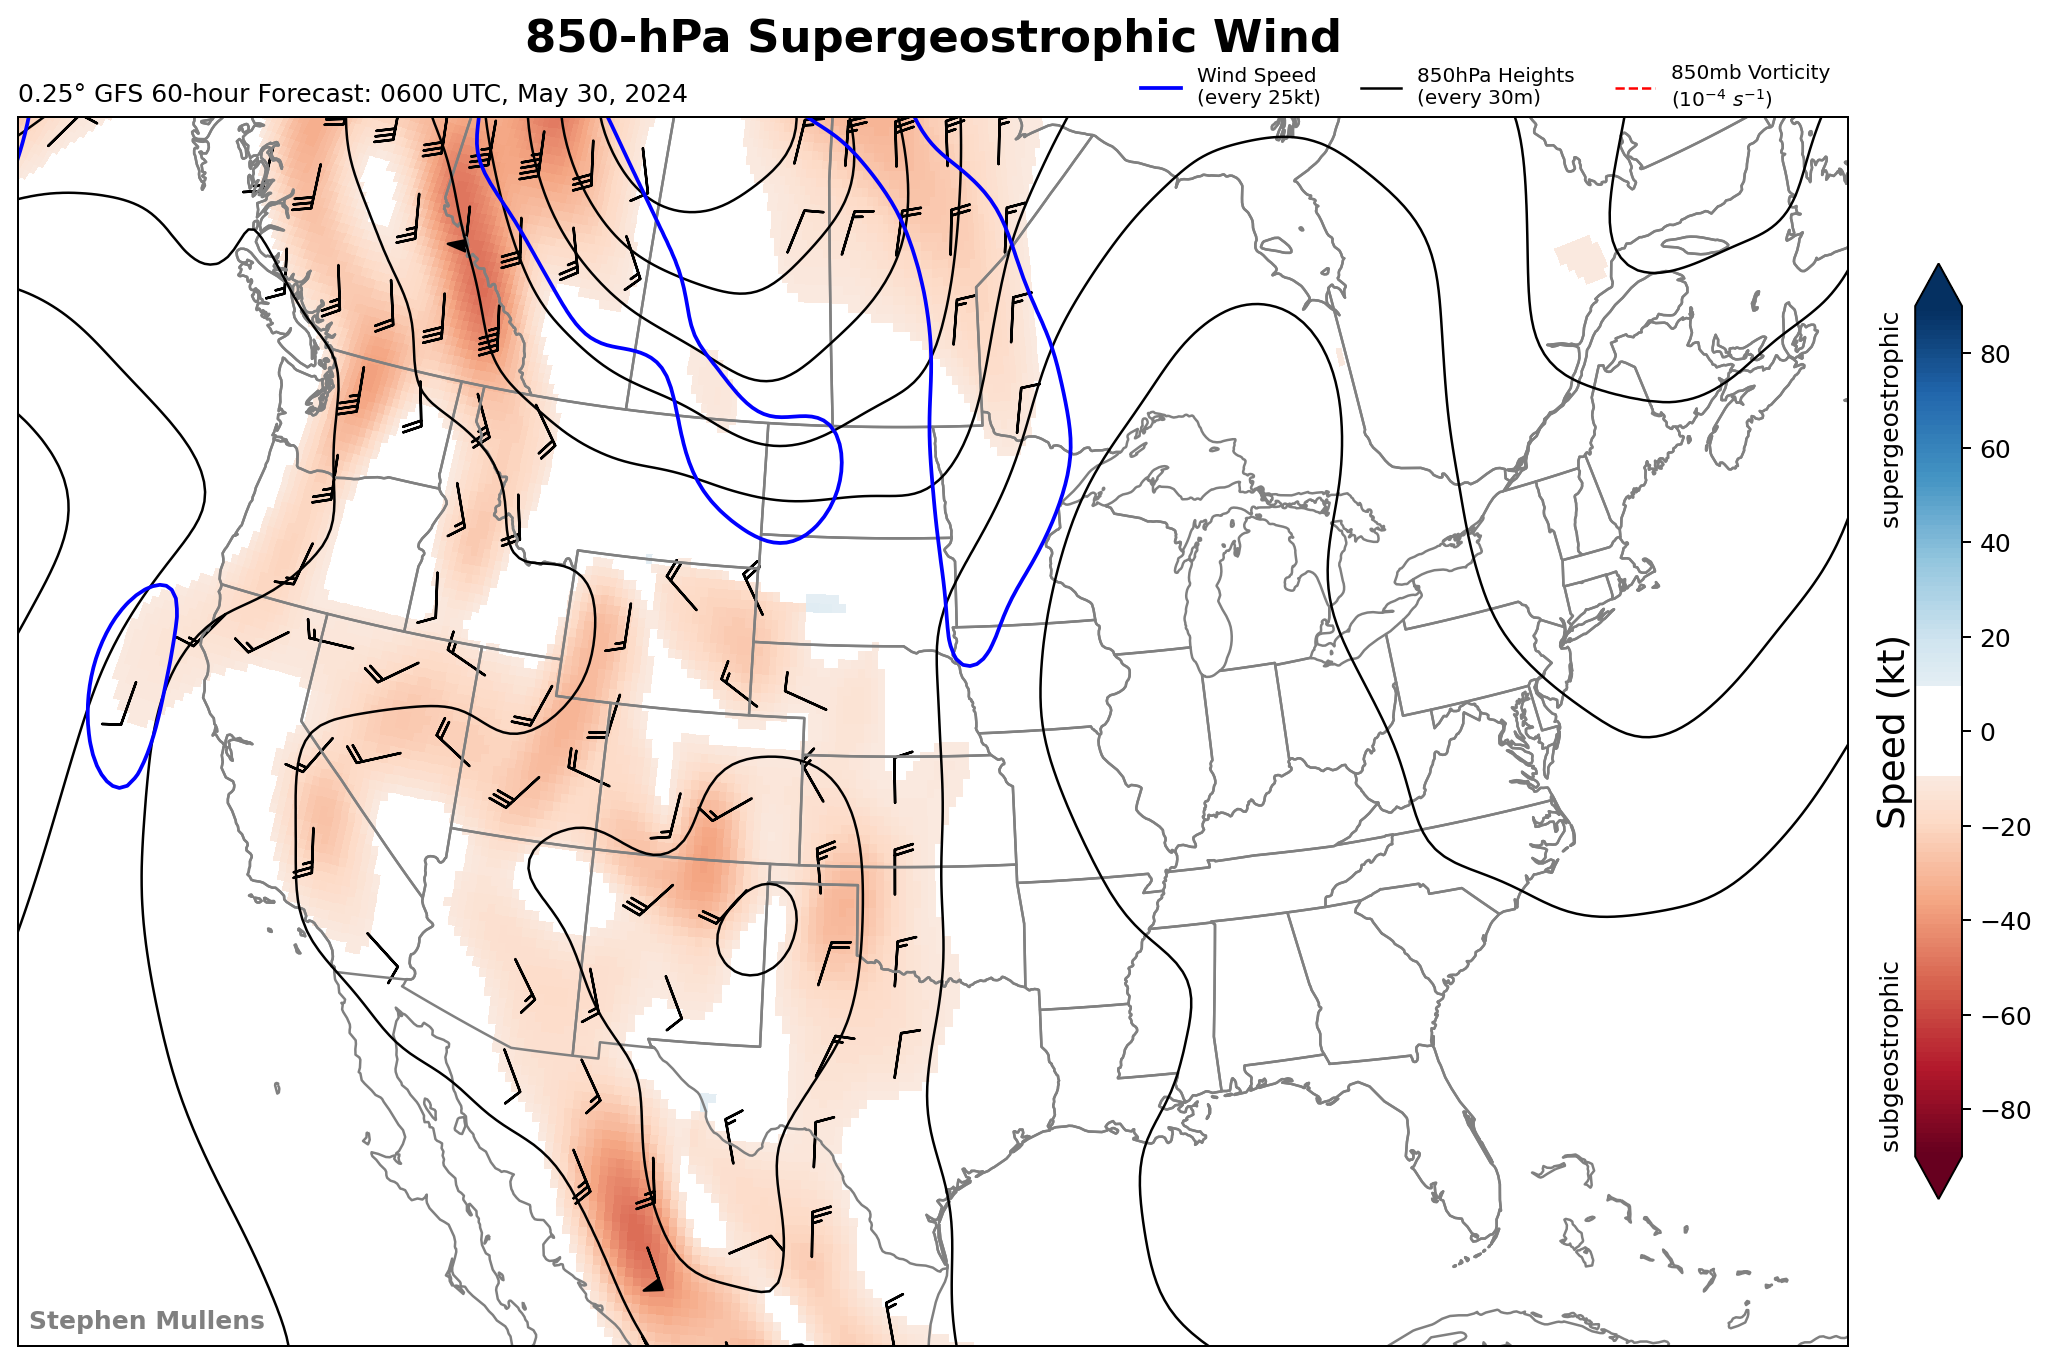 850-hPa Supergeostrophic Wind
0.25° GFS 60-hour Forecast: 0600 UTC, May 30, 2024
Wind Speed
(every 25kt)
850hPa Heights
(every 30m)
850mb Vorticity
(10⁻⁴ s⁻¹)
supergeostrophic
Speed (kt)
subgeostrophic
80
60
40
20
0
−20
−40
−60
−80
Stephen Mullens